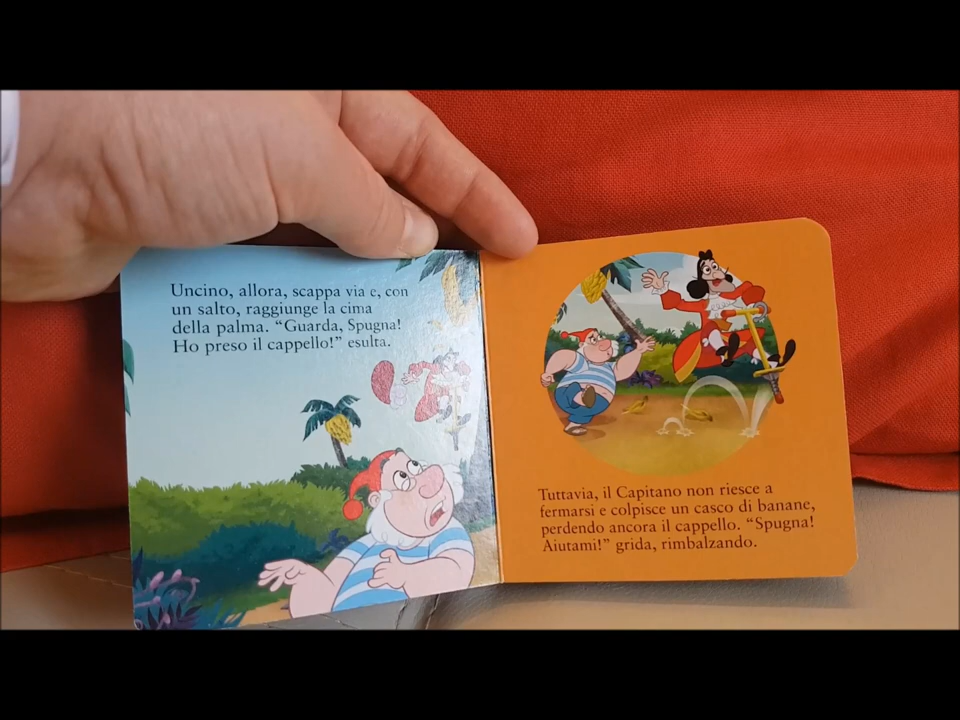 Uncino, allora, scappa via e, con
un salto, raggiunge la cima
della palma. “Guarda, Spugna!
Ho preso il cappello!” esulta.
Tuttavia, il Capitano non riesce a
fermarsi e colpisce un casco di banane,
perdendo ancora il cappello. “Spugna!
Aiutami!” grida, rimbalzando.